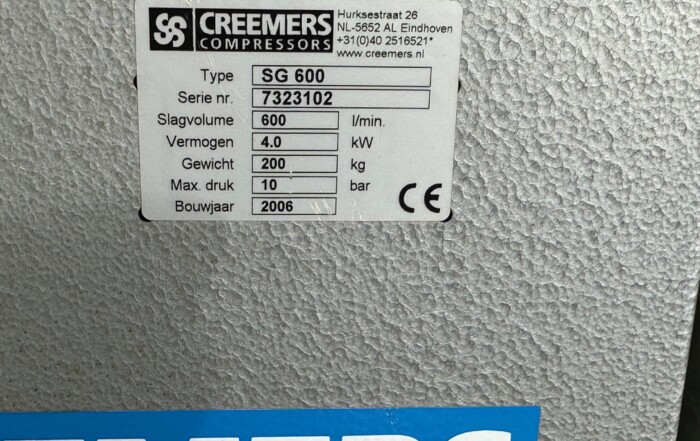 CREEMERS
COMPRESSORS
Hurksestraat 26
NL-5652 AL Eindhoven
+31(0)40 2516521*
www.creemers.nl
Type SG 600
Serie nr. 7323102
Slagvolume 600 l/min.
Vermogen 4.0 kW
Gewicht 200 kg
Max. druk 10 bar
Bouwjaar 2006
CE